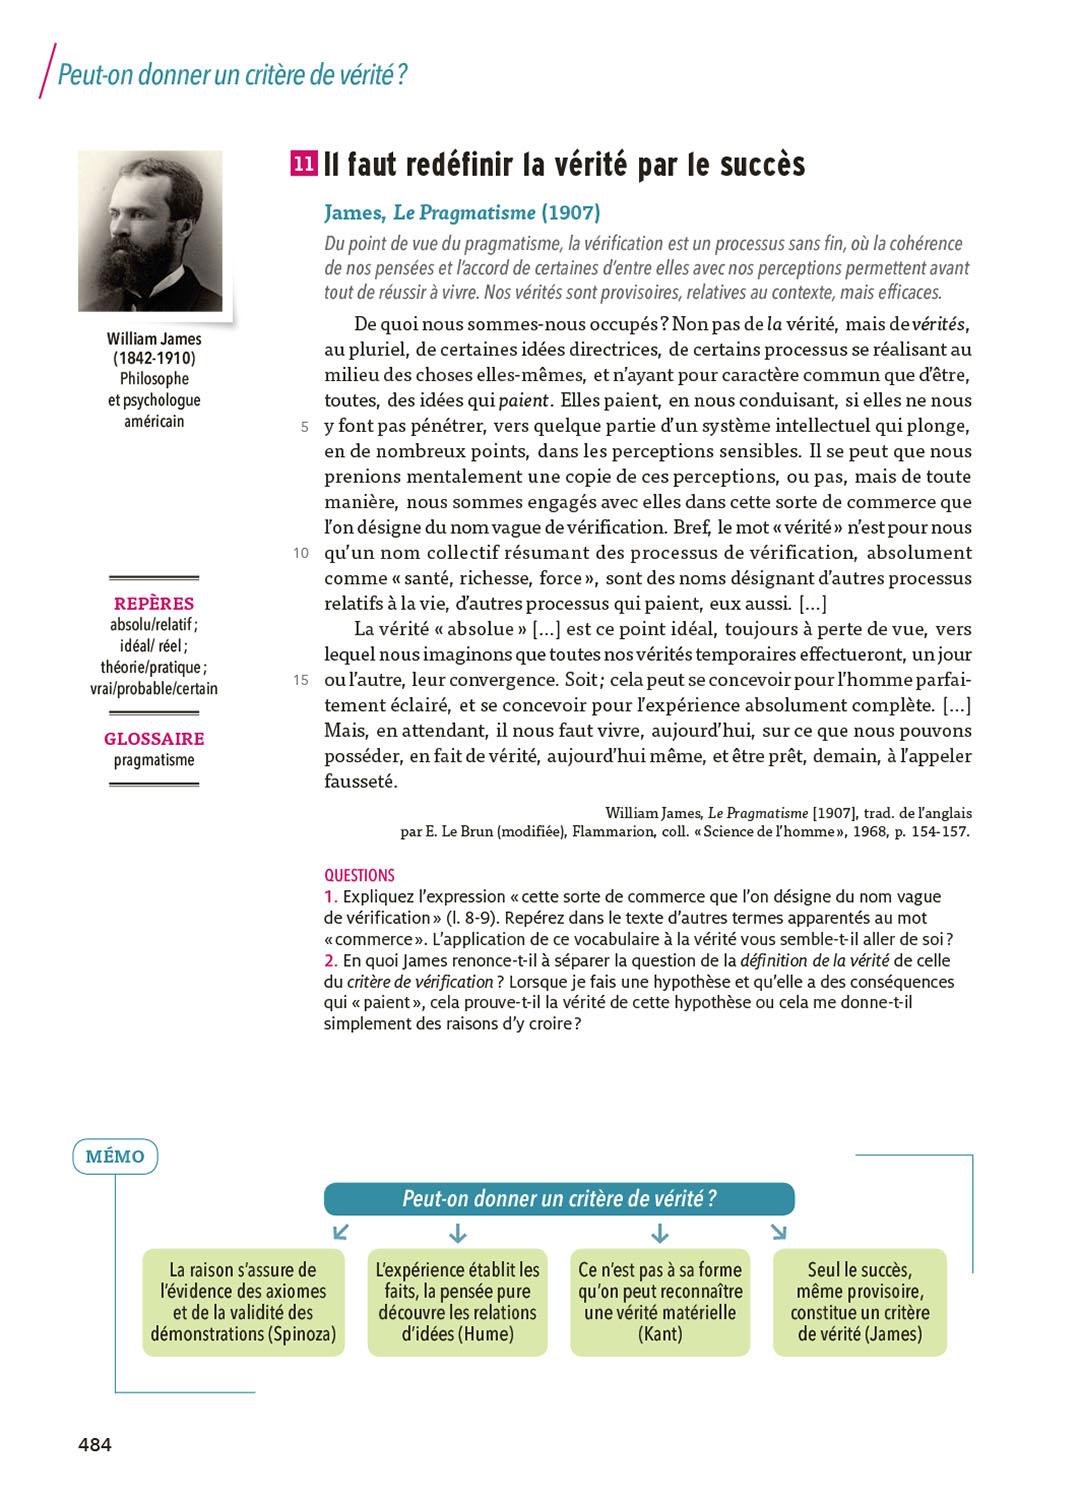 Peut-on donner un critère de vérité ?
11 Il faut redéfinir la vérité par le succès
James, Le Pragmatisme (1907)
Du point de vue du pragmatisme, la vérification est un processus sans fin, où la cohérence
de nos pensées et l’accord de certaines d’entre elles avec nos perceptions permettent avant
tout de réussir à vivre. Nos vérités sont provisoires, relatives au contexte, mais efficaces.
William James
(1842-1910)
Philosophe
et psychologue
américain
De quoi nous sommes-nous occupés ? Non pas de la vérité, mais de vérités,
au pluriel, de certaines idées directrices, de certains processus se réalisant au
milieu des choses elles-mêmes, et n’ayant pour caractère commun que d’être,
toutes, des idées qui paient. Elles paient, en nous conduisant, si elles ne nous
5 y font pas pénétrer, vers quelque partie d’un système intellectuel qui plonge,
en de nombreux points, dans les perceptions sensibles. Il se peut que nous
prenions mentalement une copie de ces perceptions, ou pas, mais de toute
manière, nous sommes engagés avec elles dans cette sorte de commerce que
l’on désigne du nom vague de vérification. Bref, le mot « vérité » n’est pour nous
10 qu’un nom collectif résumant des processus de vérification, absolument
comme « santé, richesse, force », sont des noms désignant d’autres processus
relatifs à la vie, d’autres processus qui paient, eux aussi. [...]
La vérité « absolue » [...] est ce point idéal, toujours à perte de vue, vers
lequel nous imaginons que toutes nos vérités temporaires effectueront, un jour
15 ou l’autre, leur convergence. Soit ; cela peut se concevoir pour l’homme parfai-
tement éclairé, et se concevoir pour l’expérience absolument complète. [...]
Mais, en attendant, il nous faut vivre, aujourd’hui, sur ce que nous pouvons
posséder, en fait de vérité, aujourd’hui même, et être prêt, demain, à l’appeler
fausseté.
William James, Le Pragmatisme [1907], trad. de l’anglais
par E. Le Brun (modifiée), Flammarion, coll. « Science de l’homme », 1968, p. 154-157.
REPÈRES
absolu/relatif ;
idéal/ réel ;
théorie/pratique ;
vrai/probable/certain
GLOSSAIRE
pragmatisme
QUESTIONS
1. Expliquez l’expression « cette sorte de commerce que l’on désigne du nom vague
de vérification » (l. 8-9). Repérez dans le texte d’autres termes apparentés au mot
« commerce ». L’application de ce vocabulaire à la vérité vous semble-t-il aller de soi ?
2. En quoi James renonce-t-il à séparer la question de la définition de la vérité de celle
du critère de vérification ? Lorsque je fais une hypothèse et qu’elle a des conséquences
qui « paient », cela prouve-t-il la vérité de cette hypothèse ou cela me donne-t-il
simplement des raisons d’y croire ?
MÉMO
Peut-on donner un critère de vérité ?
La raison s’assure de
l’évidence des axiomes
et de la validité des
démonstrations (Spinoza)
L’expérience établit les
faits, la pensée pure
découvre les relations
d’idées (Hume)
Ce n’est pas à sa forme
qu’on peut reconnaître
une vérité matérielle
(Kant)
Seul le succès,
même provisoire,
constitue un critère
de vérité (James)
484